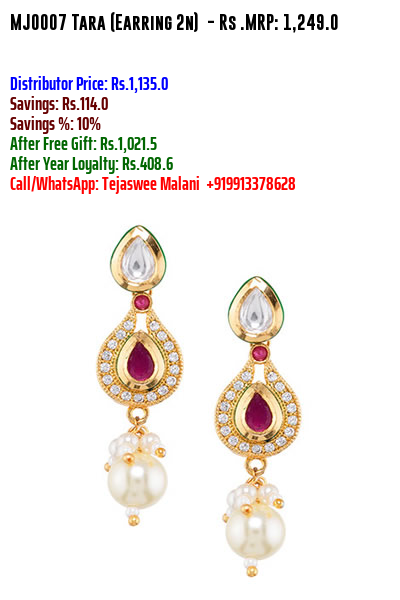 MJ0007 Tara (Earring 2n) - Rs .MRP: 1,249.0
Distributor Price: Rs.1,135.0
Savings: Rs.114.0
Savings %: 10%
After Free Gift: Rs.1,021.5
After Year Loyalty: Rs.408.6
Call/WhatsApp: Tejaswee Malani +919913378628